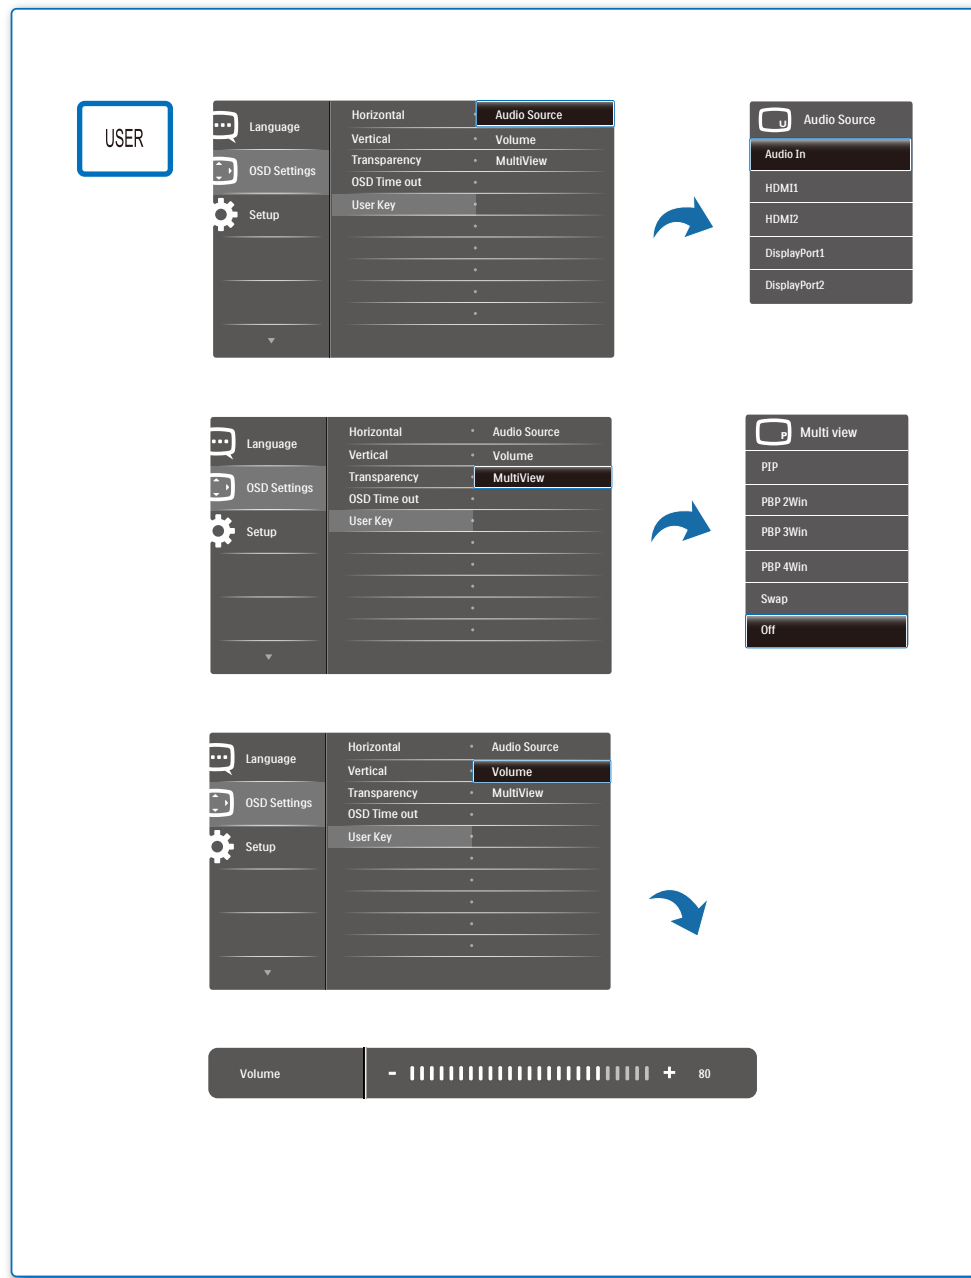 USER
Language
OSD Settings
Setup
Horizontal
Vertical
Transparency
OSD Time out
User Key
Audio Source
Volume
MultiView
U
Audio Source
Audio In
HDMI1
HDMI2
DisplayPort1
DisplayPort2
Language
OSD Settings
Setup
Horizontal
Vertical
Transparency
OSD Time out
User Key
Audio Source
Volume
MultiView
P
Multi view
PIP
PBP 2Win
PBP 3Win
PBP 4Win
Swap
Off
Language
OSD Settings
Setup
Horizontal
Vertical
Transparency
OSD Time out
User Key
Audio Source
Volume
MultiView
Volume - + 80